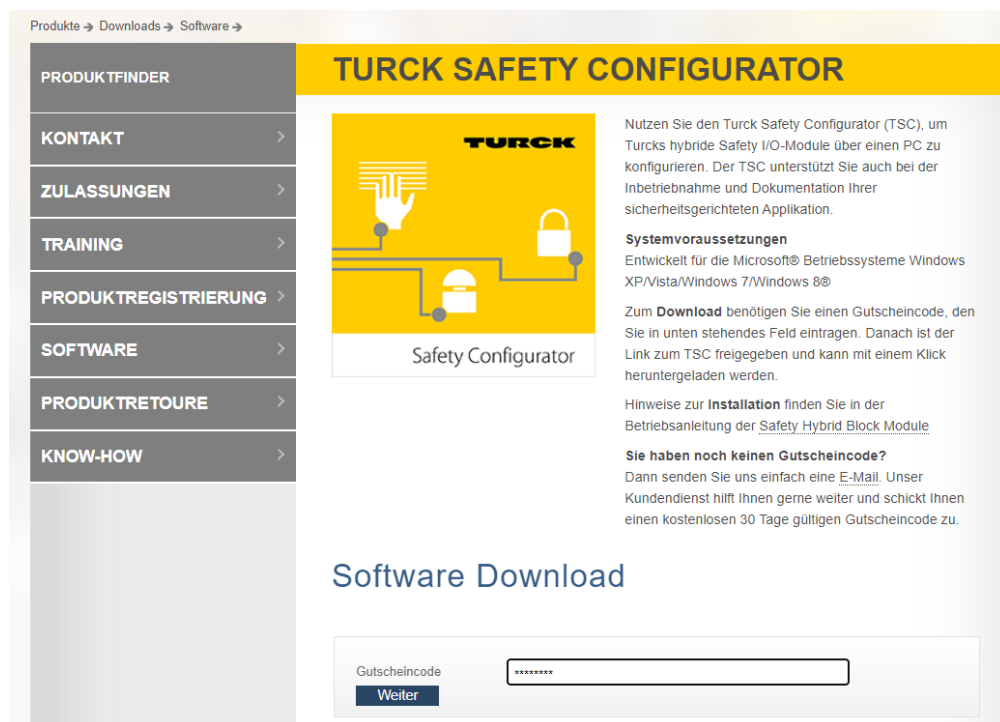 Produkte → Downloads → Software →
PRODUKTFINDER
KONTAKT
ZULASSUNGEN
TRAINING
PRODUKTREGISTRIERUNG
SOFTWARE
PRODUKTRETOURE
KNOW-HOW
TURCK SAFETY CONFIGURATOR
TURCK
Safety Configurator
Nutzen Sie den Turck Safety Configurator (TSC), um
Turcks hybride Safety I/O-Module über einen PC zu
konfigurieren. Der TSC unterstützt Sie auch bei der
Inbetriebnahme und Dokumentation Ihrer
sicherheitsgerichteten Applikation.
Systemvoraussetzungen
Entwickelt für die Microsoft® Betriebssysteme Windows
XP/Vista/Windows 7/Windows 8®
Zum Download benötigen Sie einen Gutscheincode, den
Sie in unten stehendes Feld eintragen. Danach ist der
Link zum TSC freigegeben und kann mit einem Klick
heruntergeladen werden.
Hinweise zur Installation finden Sie in der
Betriebsanleitung der Safety Hybrid Block Module
Sie haben noch keinen Gutscheincode?
Dann senden Sie uns einfach eine E-Mail. Unser
Kundendienst hilft Ihnen gerne weiter und schickt Ihnen
einen kostenlosen 30 Tage gültigen Gutscheincode zu.
Software Download
Gutscheincode
********
Weiter